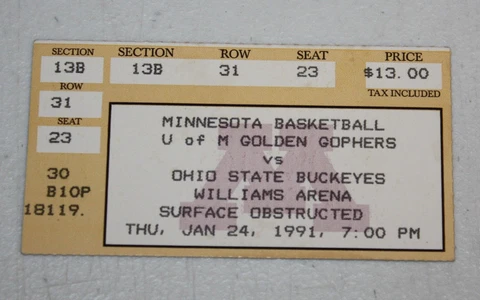 SECTION
13B
ROW
31
SEAT
23
30
B10P
18119.
SECTION ROW SEAT PRICE
13B 31 23 $13.00
TAX INCLUDED
MINNESOTA BASKETBALL
U of M GOLDEN GOPHERS
vs
OHIO STATE BUCKEYES
WILLIAMS ARENA
SURFACE OBSTRUCTED
THU, JAN 24, 1991, 7:00 PM
M